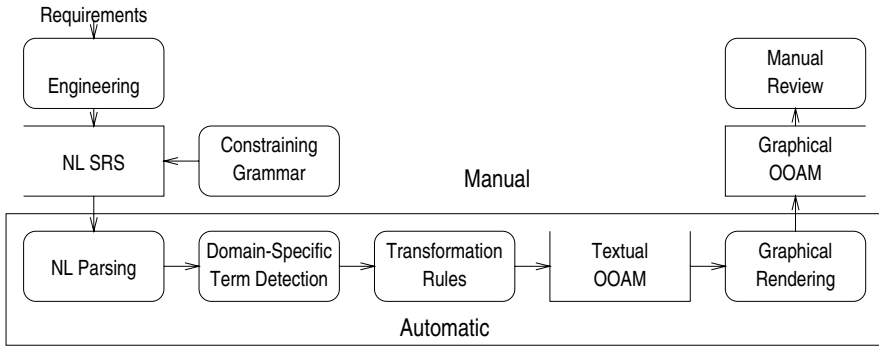 Requirements
Engineering
NL SRS
Constraining
Grammar
Manual
Manual
Review
Graphical
OOAM
NL Parsing
Domain-Specific
Term Detection
Transformation
Rules
Textual
OOAM
Graphical
Rendering
Automatic